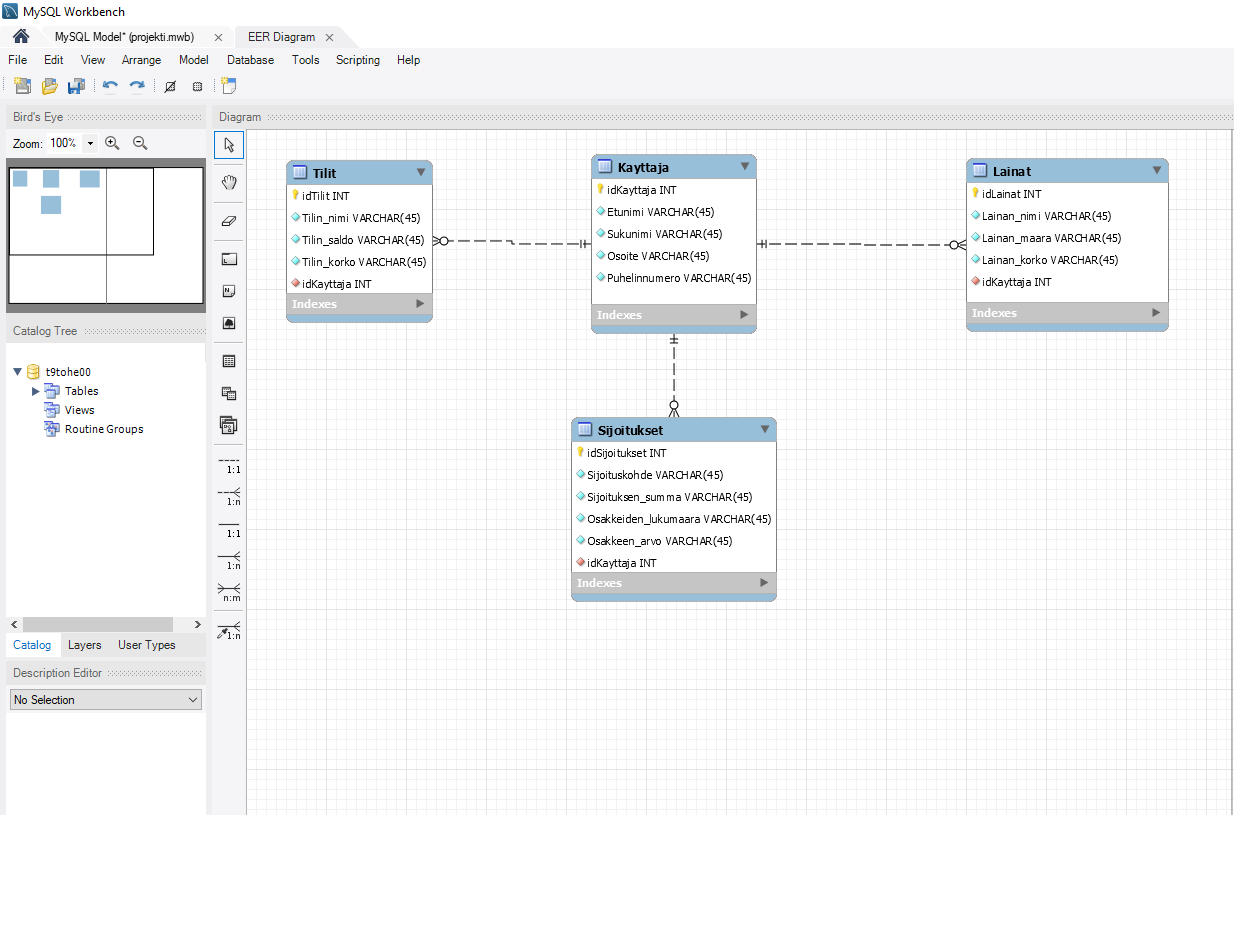 MySQL Workbench
MySQL Model* (projekti.mwb) ×
EER Diagram ×
File Edit View Arrange Model Database Tools Scripting Help
Bird's Eye
Zoom: 100%
Catalog Tree
t9tohe00
Tables
Views
Routine Groups
Catalog Layers User Types
Description Editor
No Selection
Diagram
L
N
1:1
1:n
1:1
1:n
n:m
1:n
Tilit
idTilit INT
Tilin_nimi VARCHAR(45)
Tilin_saldo VARCHAR(45)
Tilin_korko VARCHAR(45)
idKayttaja INT
Indexes
Kayttaja
idKayttaja INT
Etunimi VARCHAR(45)
Sukunimi VARCHAR(45)
Osoite VARCHAR(45)
Puhelinnumero VARCHAR(45)
Indexes
Lainat
idLainat INT
Lainan_nimi VARCHAR(45)
Lainan_maara VARCHAR(45)
Lainan_korko VARCHAR(45)
idKayttaja INT
Indexes
Sijoitukset
idSijoitukset INT
Sijoituskohde VARCHAR(45)
Sijoituksen_summa VARCHAR(45)
Osakkeiden_lukumaara VARCHAR(45)
Osakkeen_arvo VARCHAR(45)
idKayttaja INT
Indexes